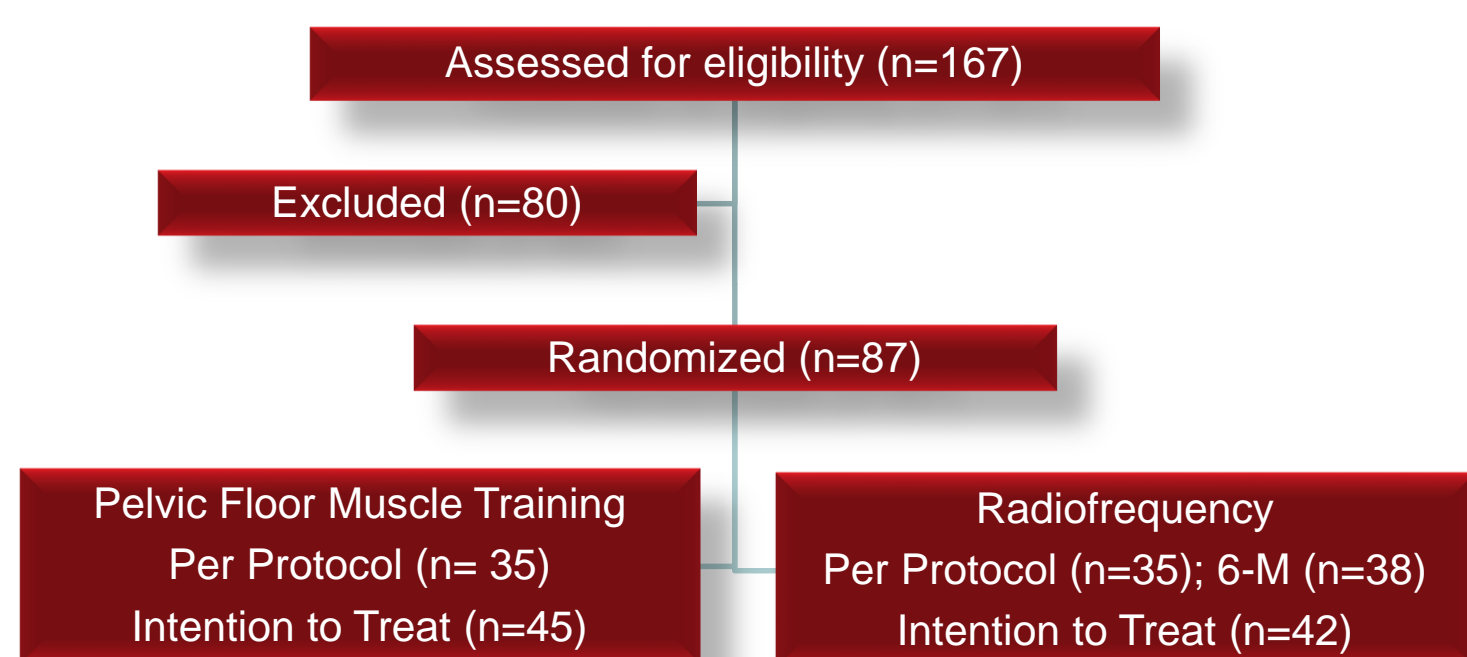 Assessed for eligibility (n=167)
Excluded (n=80)
Randomized (n=87)
Pelvic Floor Muscle Training
Per Protocol (n= 35)
Intention to Treat (n=45)
Radiofrequency
Per Protocol (n=35); 6-M (n=38)
Intention to Treat (n=42)